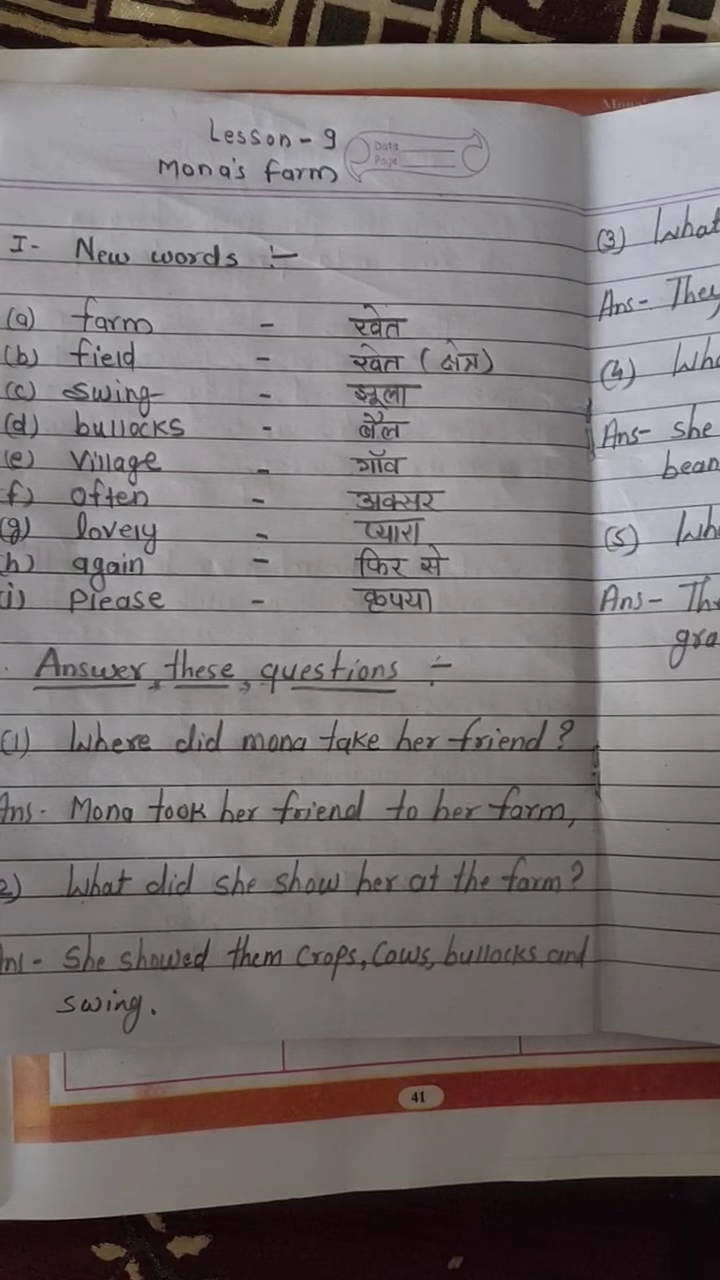 Lesson - 9
Mona's farm
Date
Page
I- New words :-
(a) farm - खेत
(b) field - खेत (क्षेत्र)
(c) swing - झूला
(d) bullocks - बैल
(e) Village - गाँव
f) often - अक्सर
(g) lovely - प्यारा
h) again - फिर से
i) Please - कृपया
. Answer, these, questions :-
(1) Where did mona take her friend?
Ans - Mona took her friend to her farm,
2) What did she show her at the farm?
Ans - She showed them Crops, Cows, bullocks and
swing.
(3) What
Ans - They
(4) Wha
Ans - she
bean
(5) Wha
Ans - The
gra
41